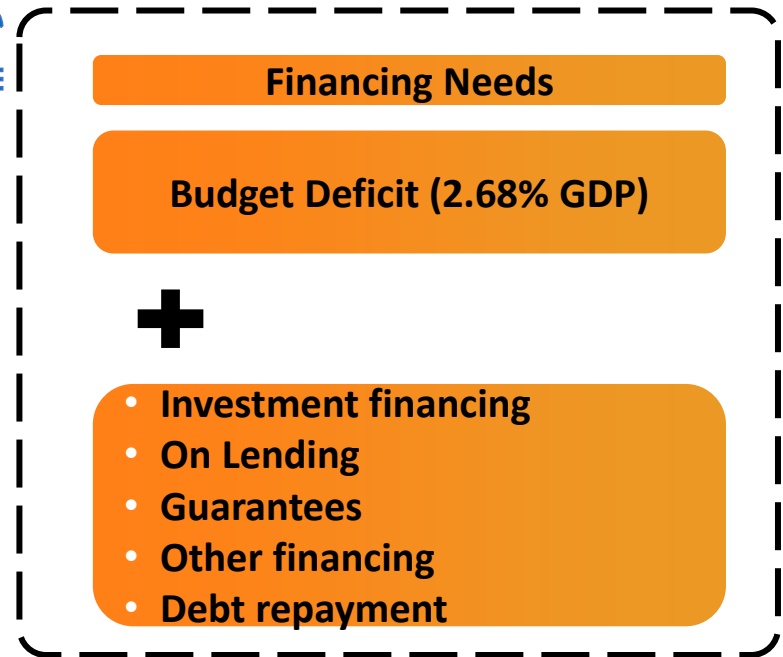 Financing Needs
Budget Deficit (2.68% GDP)
• Investment financing
• On Lending
• Guarantees
• Other financing
• Debt repayment